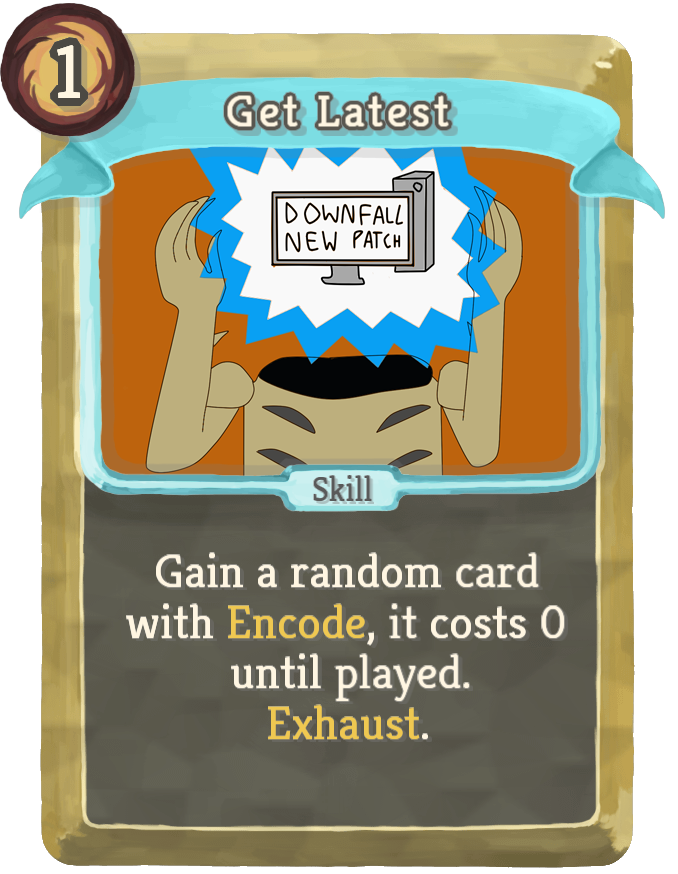 1
Get Latest
DOWNFALL
NEW PATCH
Skill
Gain a random card
with Encode, it costs 0
until played.
Exhaust.